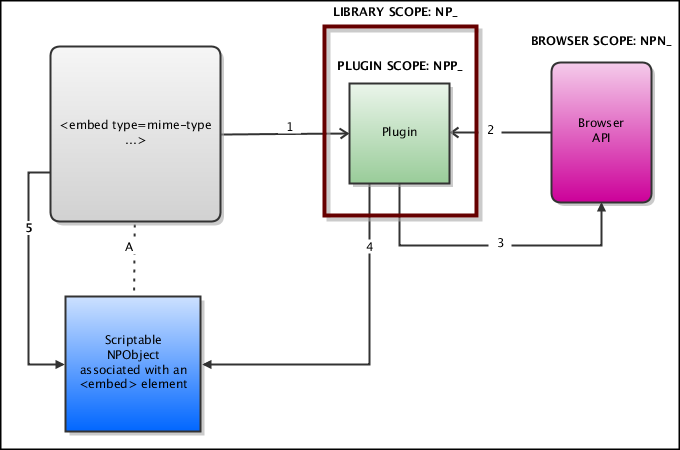 LIBRARY SCOPE: NP_
BROWSER SCOPE: NPN_
PLUGIN SCOPE: NPP_
<embed type=mime-type
...>
1
Plugin
2
Browser
API
5
A
4
3
Scriptable
NPObject
associated with an
<embed> element